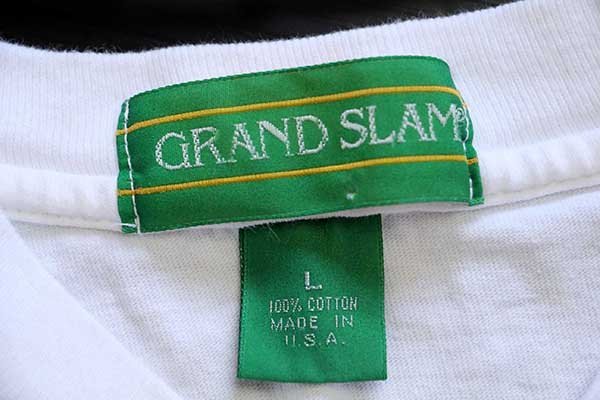 GRAND SLAM
L
100% COTTON
MADE IN
U.S.A.